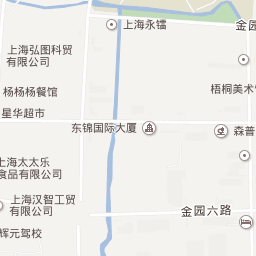 上海永镭
金园
上海弘图科贸
有限公司
梧桐美术
杨杨杨餐馆
星华超市
东锦国际大厦
森普
上海太太乐
食品有限公司
上海汉智工贸
有限公司
金园六路
辉元驾校